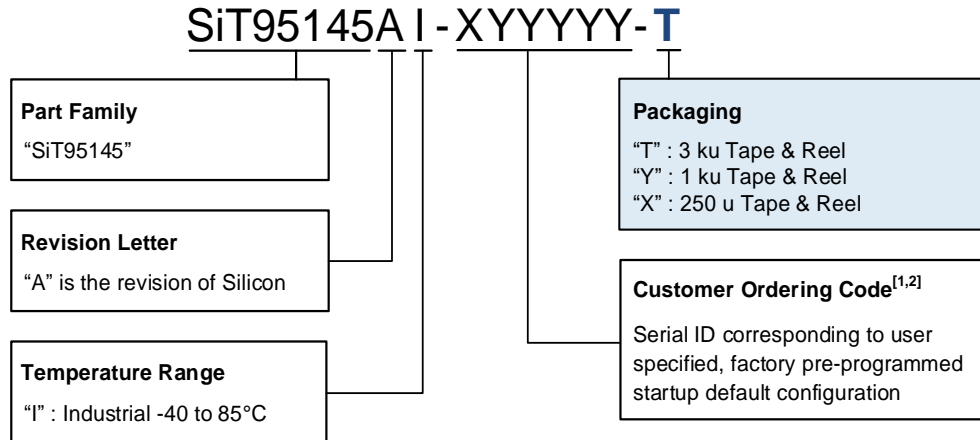 SiT95145AI-XYYYYY-T
Part Family
“SiT95145”
Revision Letter
“A” is the revision of Silicon
Temperature Range
“I” : Industrial -40 to 85°C
Packaging
“T” : 3 ku Tape & Reel
“Y” : 1 ku Tape & Reel
“X” : 250 u Tape & Reel
Customer Ordering Code[1,2]
Serial ID corresponding to user
specified, factory pre-programmed
startup default configuration